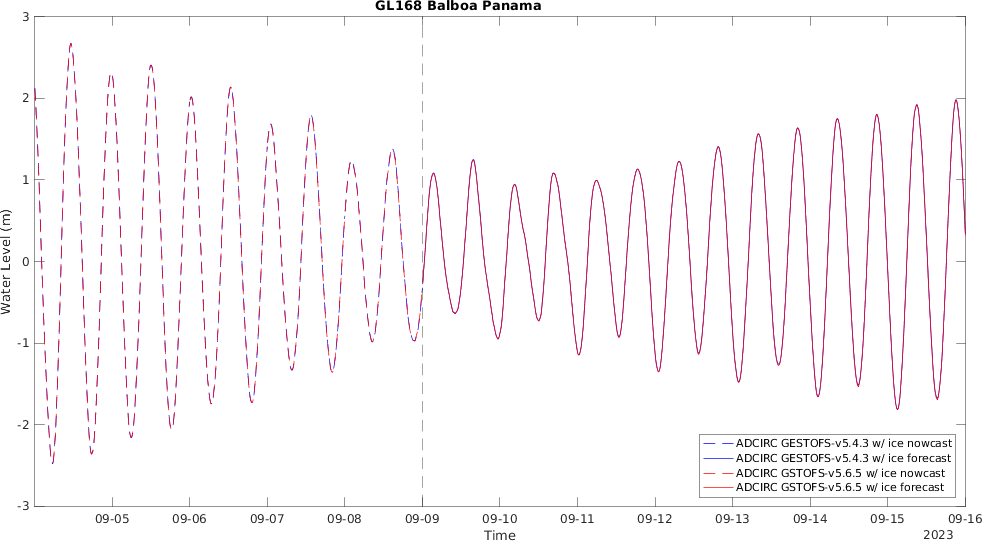 GL168 Balboa Panama
3
2
1
0
-1
-2
-3
Water Level (m)
ADCIRC GESTOFS-v5.4.3 w/ ice nowcast
ADCIRC GESTOFS-v5.4.3 w/ ice forecast
ADCIRC GSTOFS-v5.6.5 w/ ice nowcast
ADCIRC GSTOFS-v5.6.5 w/ ice forecast
09-05 09-06 09-07 09-08 09-09 09-10 09-11 09-12 09-13 09-14 09-15 09-16
Time
2023